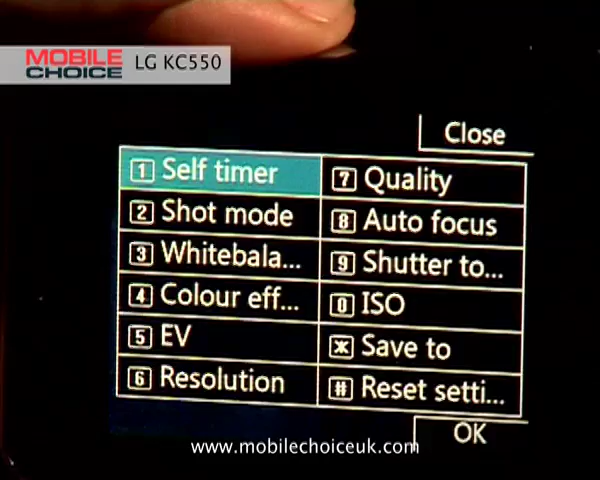 MOBILE
CHOICE
LG KC550
Close
1 Self timer
2 Shot mode
3 Whitebala...
4 Colour eff...
5 EV
6 Resolution
7 Quality
8 Auto focus
9 Shutter to...
0 ISO
* Save to
# Reset setti...
OK
www.mobilechoiceuk.com